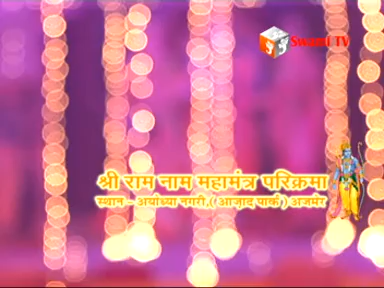 Swami TV
श्री राम नाम महामंत्र परिक्रमा
स्थान - अयोध्या नगरी,(आज़ाद पार्क) अजमेर